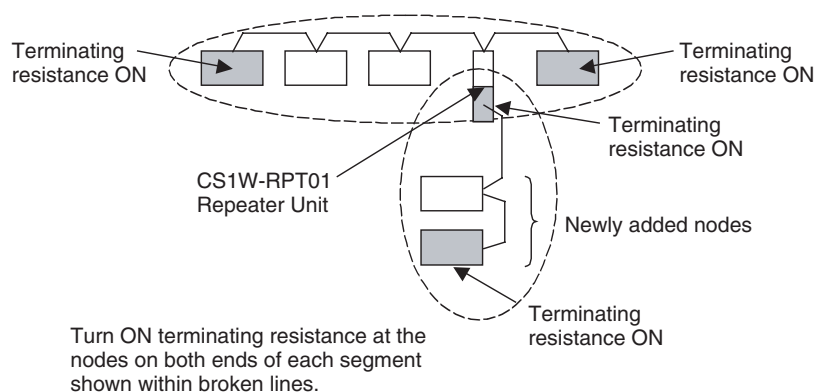 Terminating
resistance ON
Terminating
resistance ON
Terminating
resistance ON
CS1W-RPT01
Repeater Unit
Newly added nodes
Terminating
resistance ON
Turn ON terminating resistance at the
nodes on both ends of each segment
shown within broken lines.